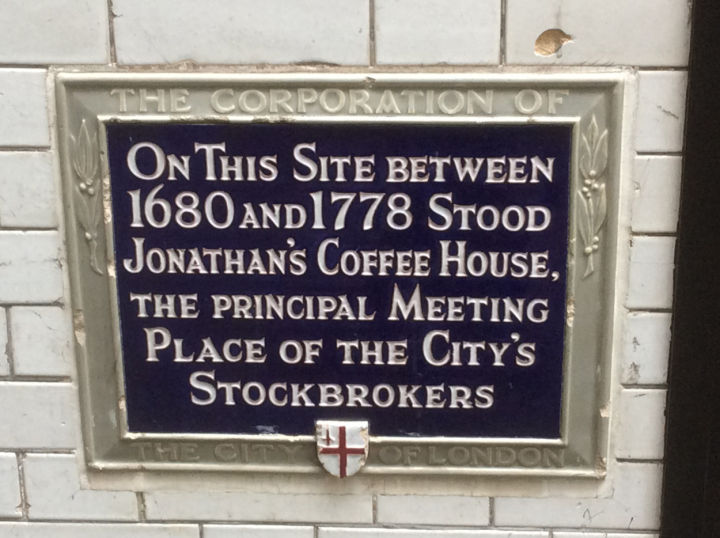 THE CORPORATION OF
ON THIS SITE BETWEEN
1680 AND 1778 STOOD
JONATHAN'S COFFEE HOUSE,
THE PRINCIPAL MEETING
PLACE OF THE CITY'S
STOCKBROKERS
THE CITY OF LONDON